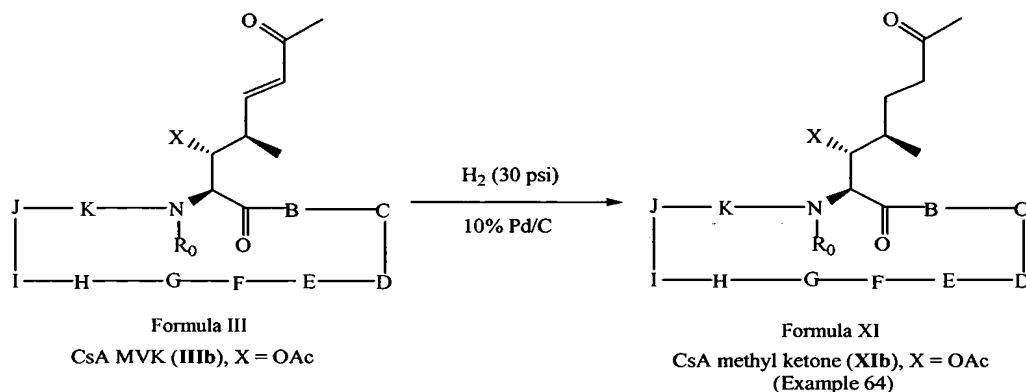 O
O
X
X
H₂ (30 psi)
10% Pd/C
J K N B C
R₀ O
I H G F E D
J K N B C
R₀ O
I H G F E D
Formula III
CsA MVK (IIIb), X = OAc
Formula XI
CsA methyl ketone (XIb), X = OAc
(Example 64)